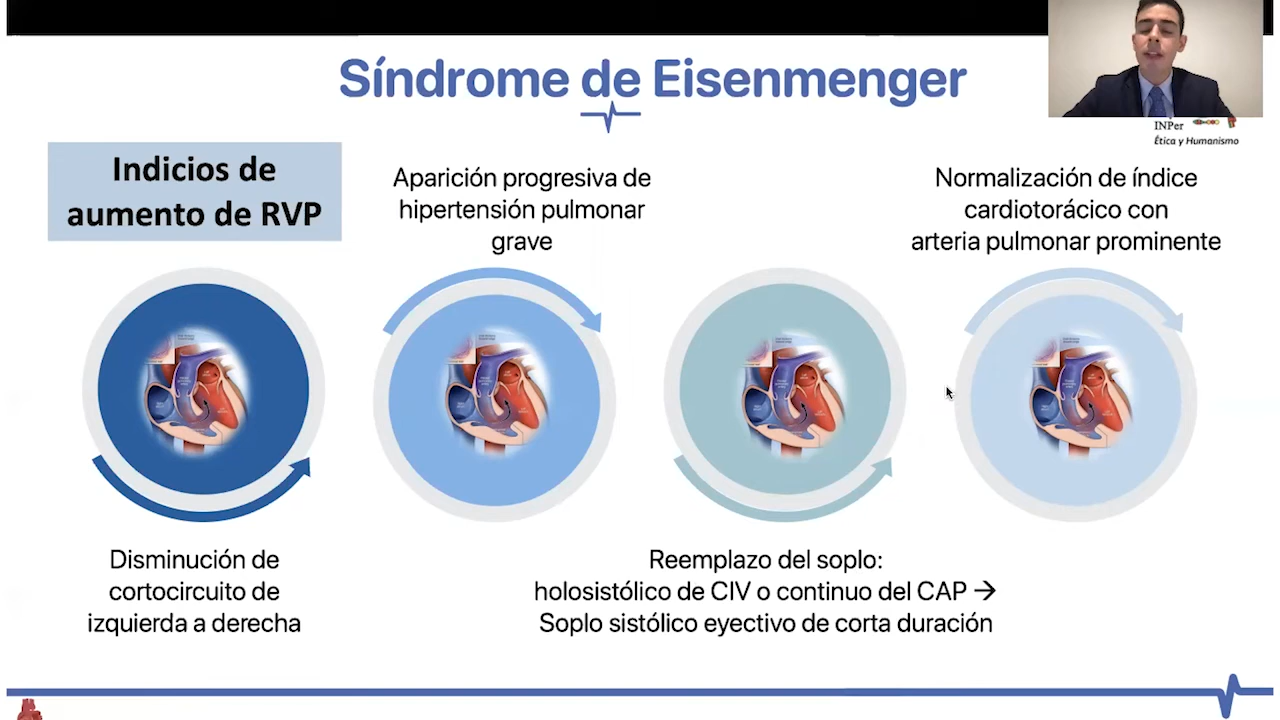 Síndrome de Eisenmenger
INPer
Ética y Humanismo
Indicios de
aumento de RVP
Aparición progresiva de
hipertensión pulmonar
grave
Normalización de índice
cardiotorácico con
arteria pulmonar prominente
Disminución de
cortocircuito de
izquierda a derecha
Reemplazo del soplo:
holosistólico de CIV o continuo del CAP →
Soplo sistólico eyectivo de corta duración